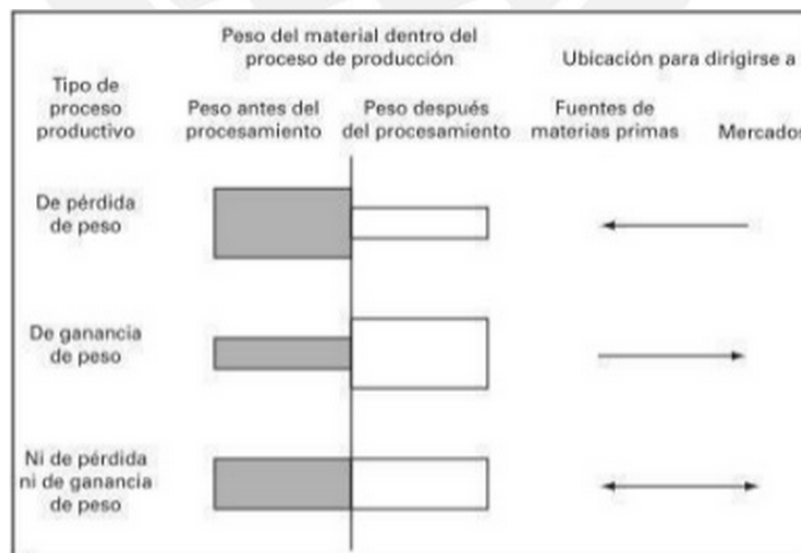 Peso del material dentro del
proceso de producción
Ubicación para dirigirse a
Tipo de
proceso
productivo
Peso antes del
procesamiento
Peso después
del procesamiento
Fuentes de
materias primas
Mercados
De pérdida
de peso
De ganancia
de peso
Ni de pérdida
ni de ganancia
de peso